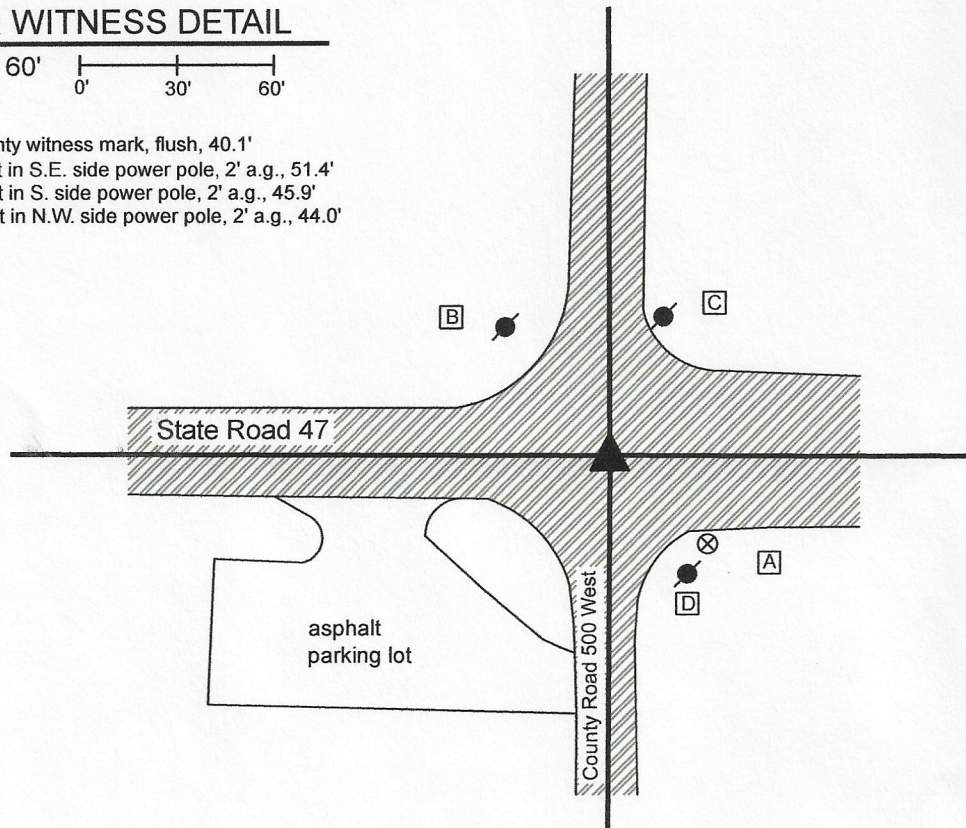 WITNESS DETAIL
60'
0' 30' 60'
witness mark, flush, 40.1'
in S.E. side power pole, 2' a.g., 51.4'
in S. side power pole, 2' a.g., 45.9'
in N.W. side power pole, 2' a.g., 44.0'
B
C
State Road 47
A
D
County Road 500 West
asphalt
parking lot